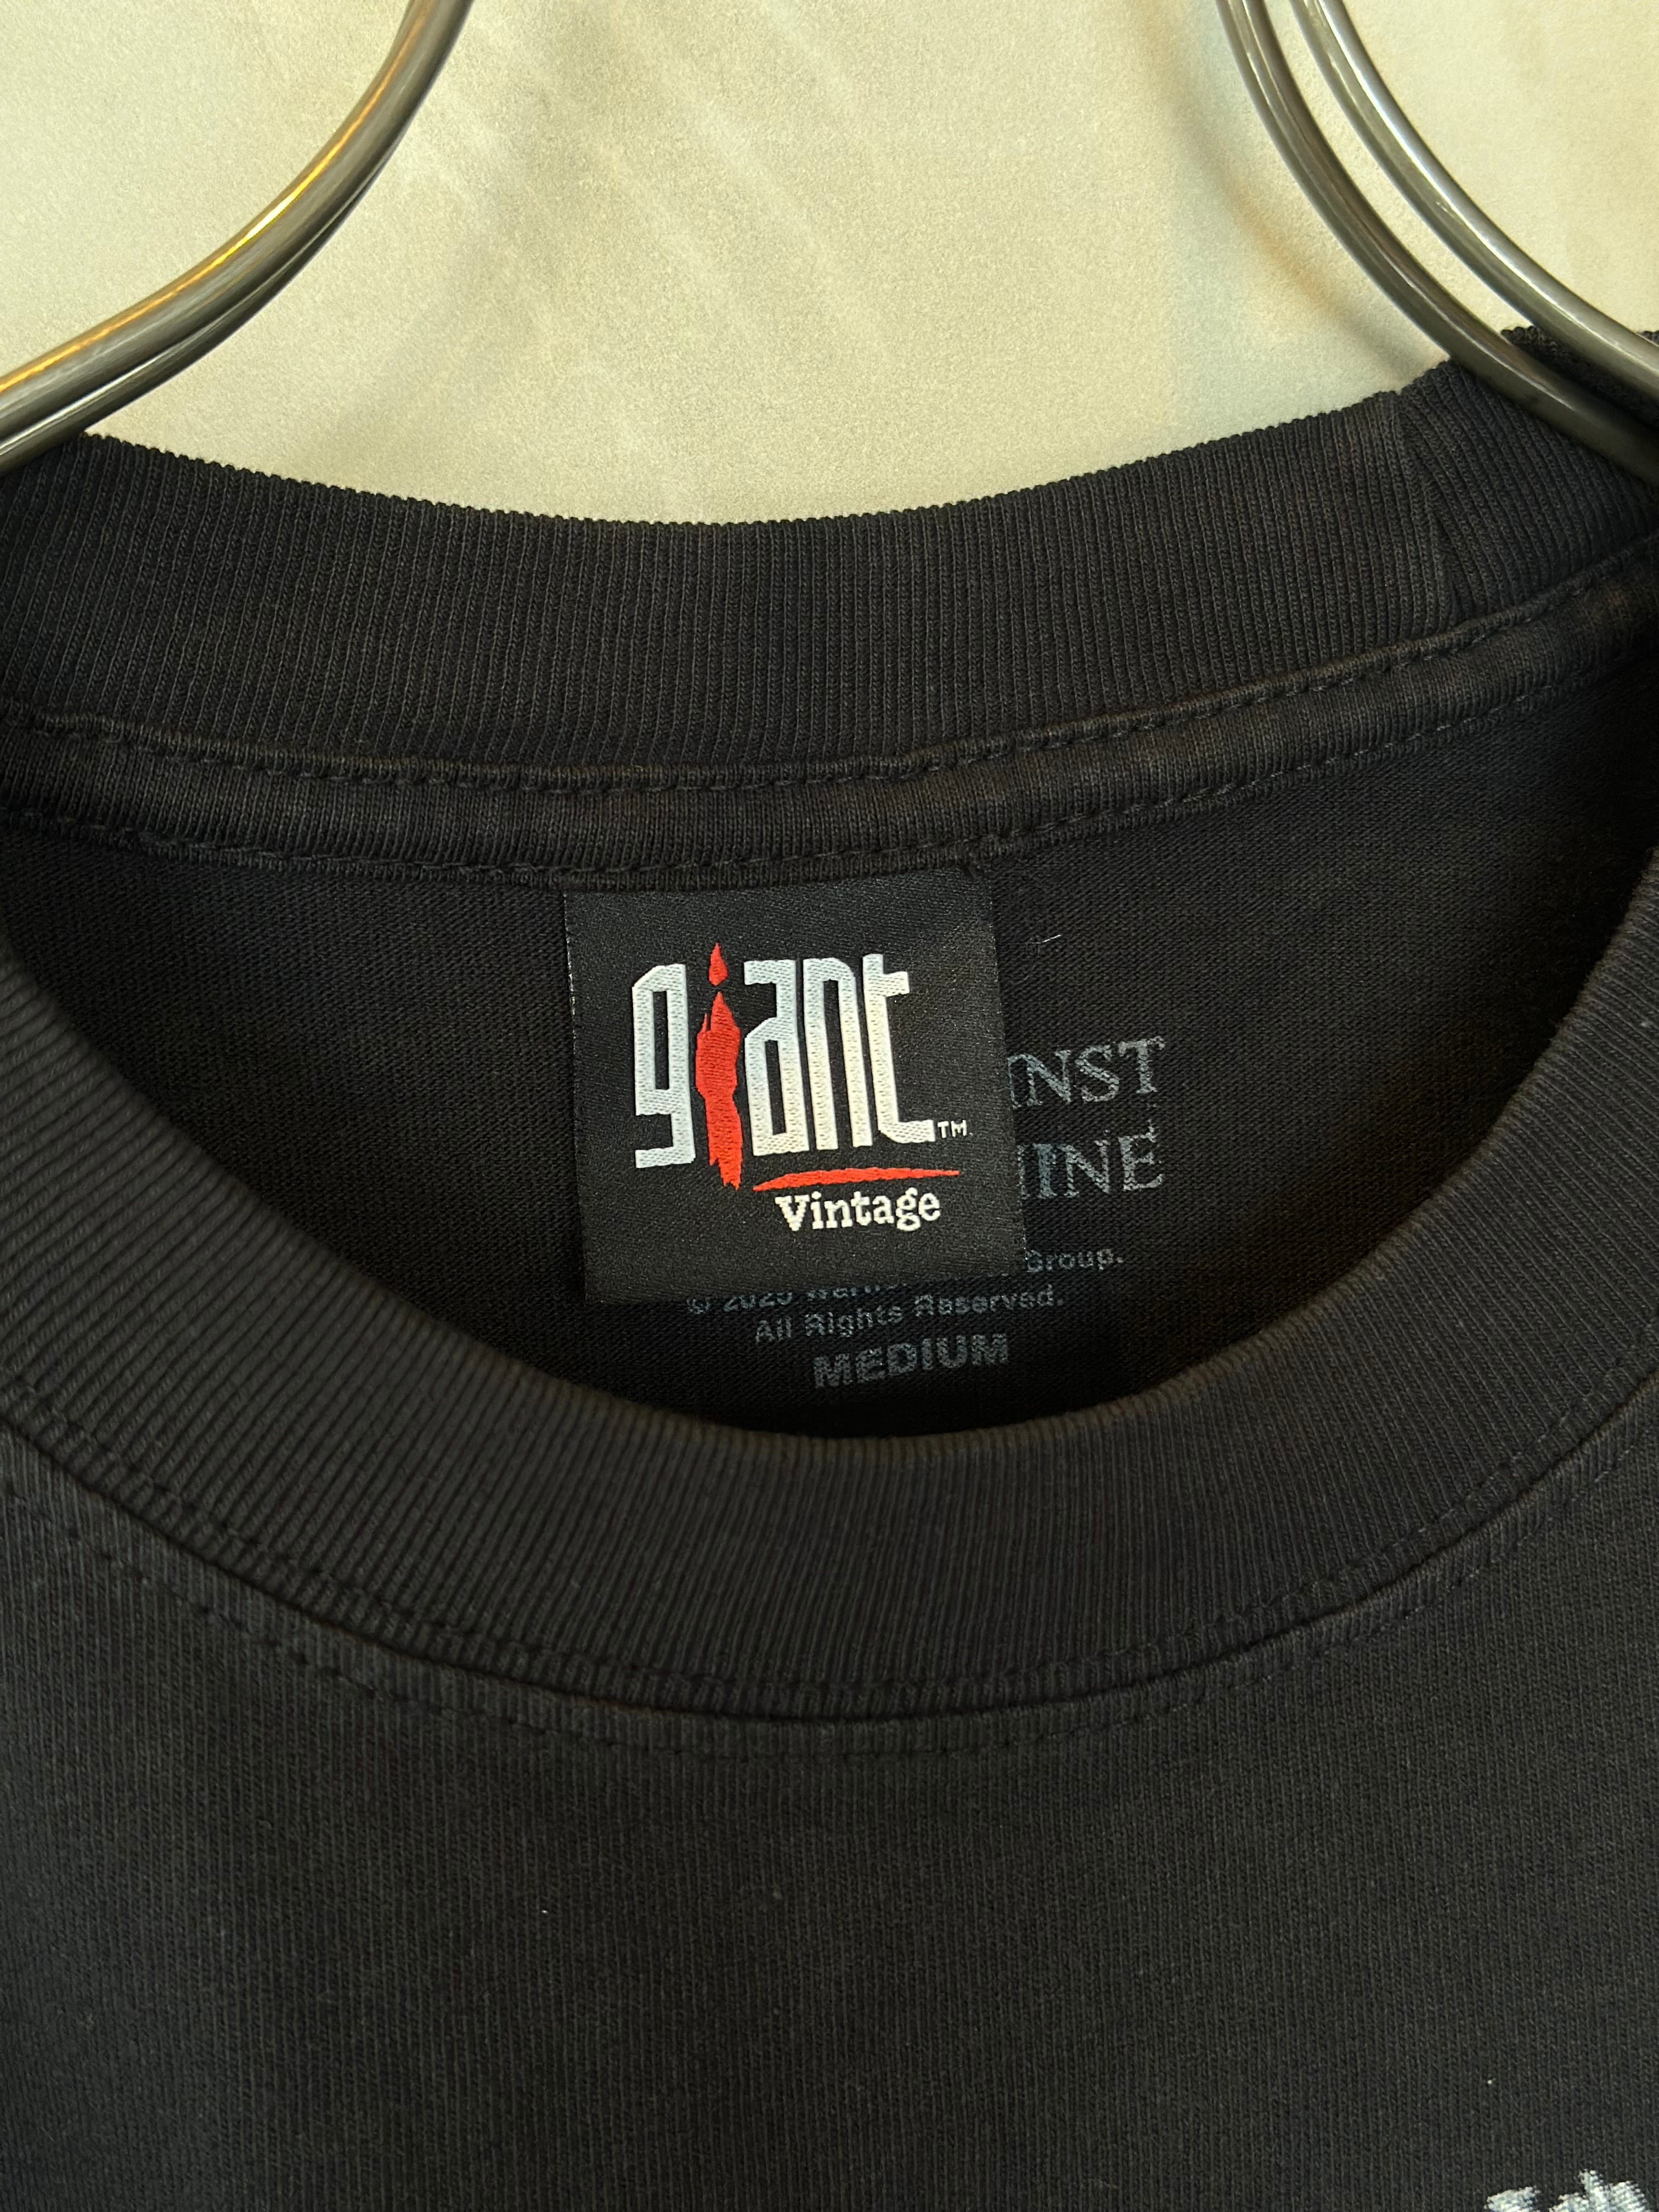 giant™
Vintage
INST
INE
Group.
All Rights Reserved.
MEDIUM